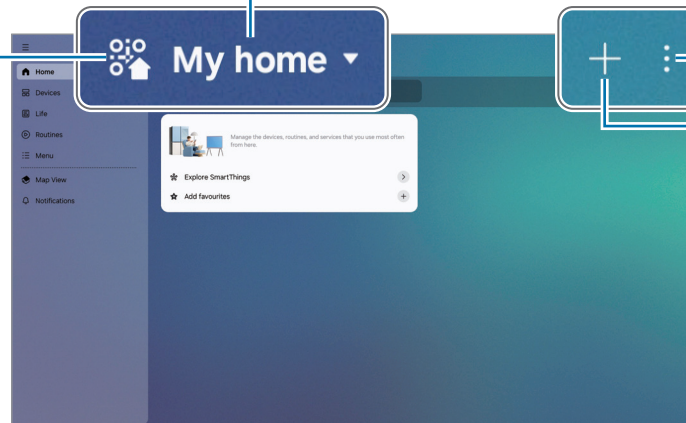 My home
Home
Devices
Life
Routines
Menu
Map View
Notifications
Manage the devices, routines, and services that you use most often
from here.
Explore SmartThings
Add favourites